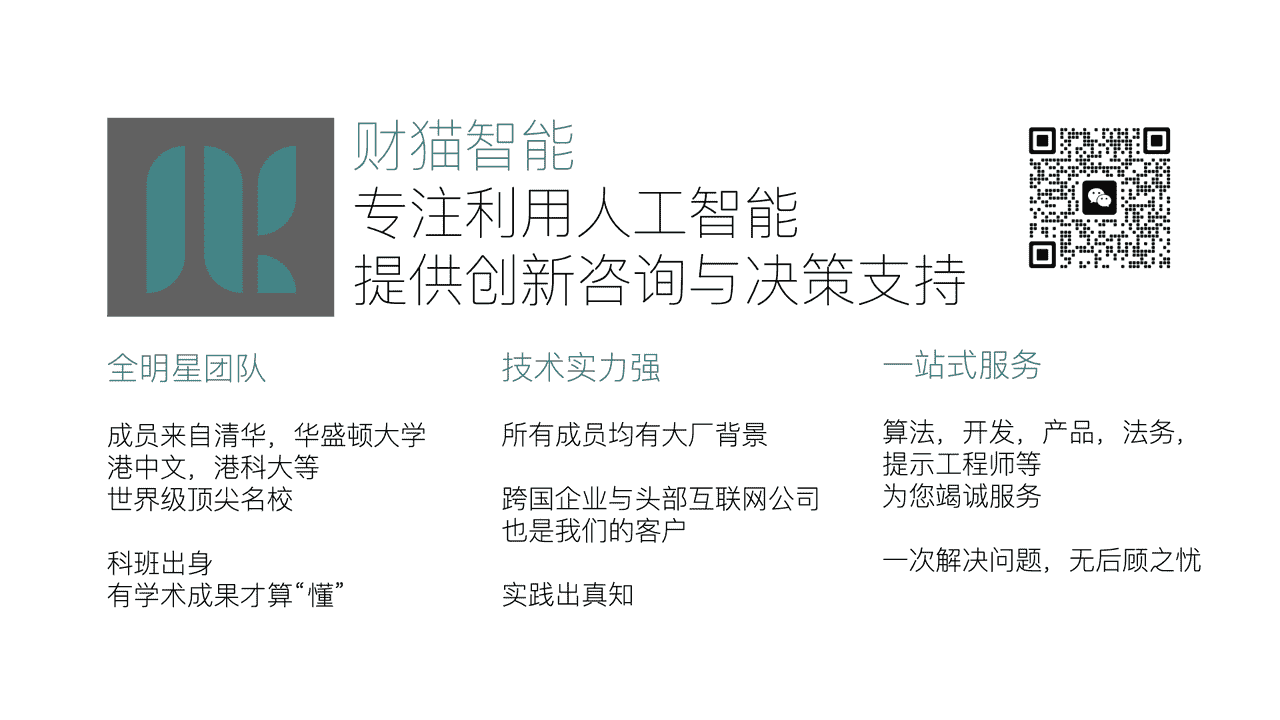 财猫智能
专注利用人工智能
提供创新咨询与决策支持
全明星团队
成员来自清华，华盛顿大学
港中文，港科大等
世界级顶尖名校
科班出身
有学术成果才算“懂”
技术实力强
所有成员均有大厂背景
跨国企业与头部互联网公司
也是我们的客户
实践出真知
一站式服务
算法，开发，产品，法务，
提示工程师等
为您竭诚服务
一次解决问题，无后顾之忧